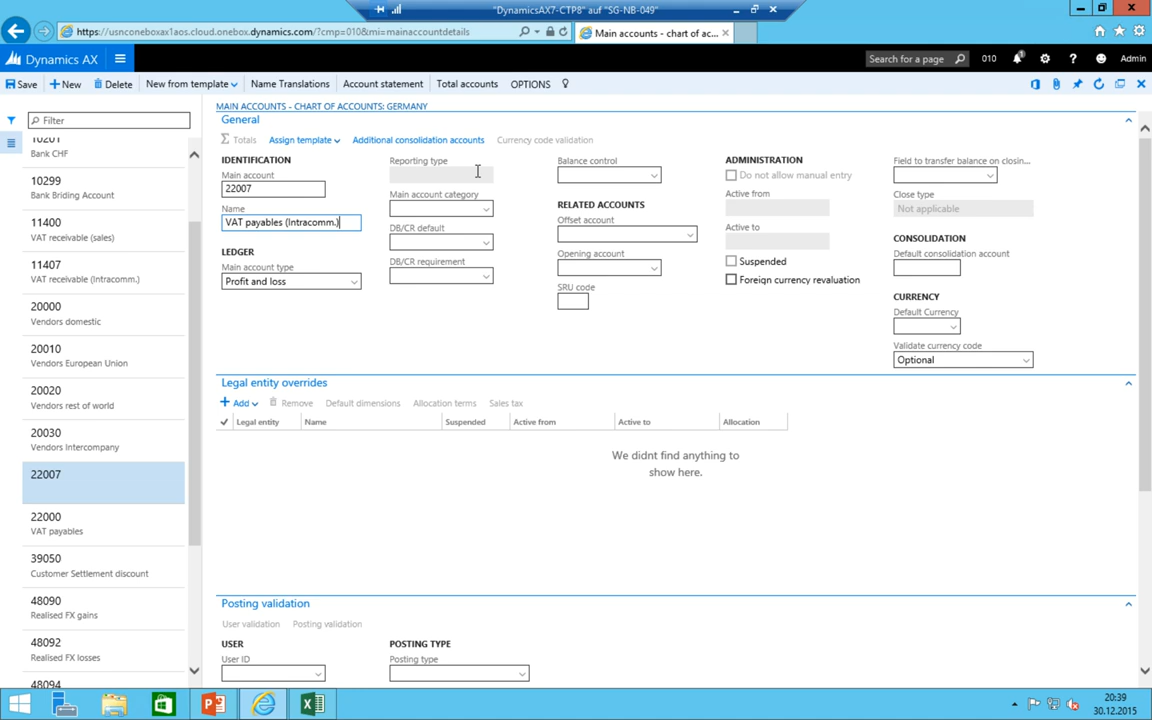 "DynamicsAX7-CTP8" auf "SG-NB-049"
https://usnconeboxax1aos.cloud.onebox.dynamics.com/?cmp=010&mi=mainaccountdetails
Main accounts - chart of ac...
Dynamics AX
Search for a page
010
1
Admin
Save
New
Delete
New from template
Name Translations
Account statement
Total accounts
OPTIONS
Filter
10201
Bank CHF
10299
Bank Briding Account
11400
VAT receivable (sales)
11407
VAT receivable (Intracomm.)
20000
Vendors domestic
20010
Vendors European Union
20020
Vendors rest of world
20030
Vendors Intercompany
22007
22000
VAT payables
39050
Customer Settlement discount
48090
Realised FX gains
48092
Realised FX losses
48094
MAIN ACCOUNTS - CHART OF ACCOUNTS: GERMANY
General
Totals
Assign template
Additional consolidation accounts
Currency code validation
IDENTIFICATION
Main account
22007
Name
VAT payables (Intracomm.)
LEDGER
Main account type
Profit and loss
Reporting type
Main account category
DB/CR default
DB/CR requirement
Balance control
RELATED ACCOUNTS
Offset account
Opening account
SRU code
ADMINISTRATION
Do not allow manual entry
Active from
Active to
Suspended
Foreign currency revaluation
Field to transfer balance on closin...
Close type
Not applicable
CONSOLIDATION
Default consolidation account
CURRENCY
Default Currency
Validate currency code
Optional
Legal entity overrides
Add
Remove
Default dimensions
Allocation terms
Sales tax
Legal entity
Name
Suspended
Active from
Active to
Allocation
We didnt find anything to
show here.
Posting validation
User validation
Posting validation
USER
User ID
POSTING TYPE
Posting type
20:39
30.12.2015